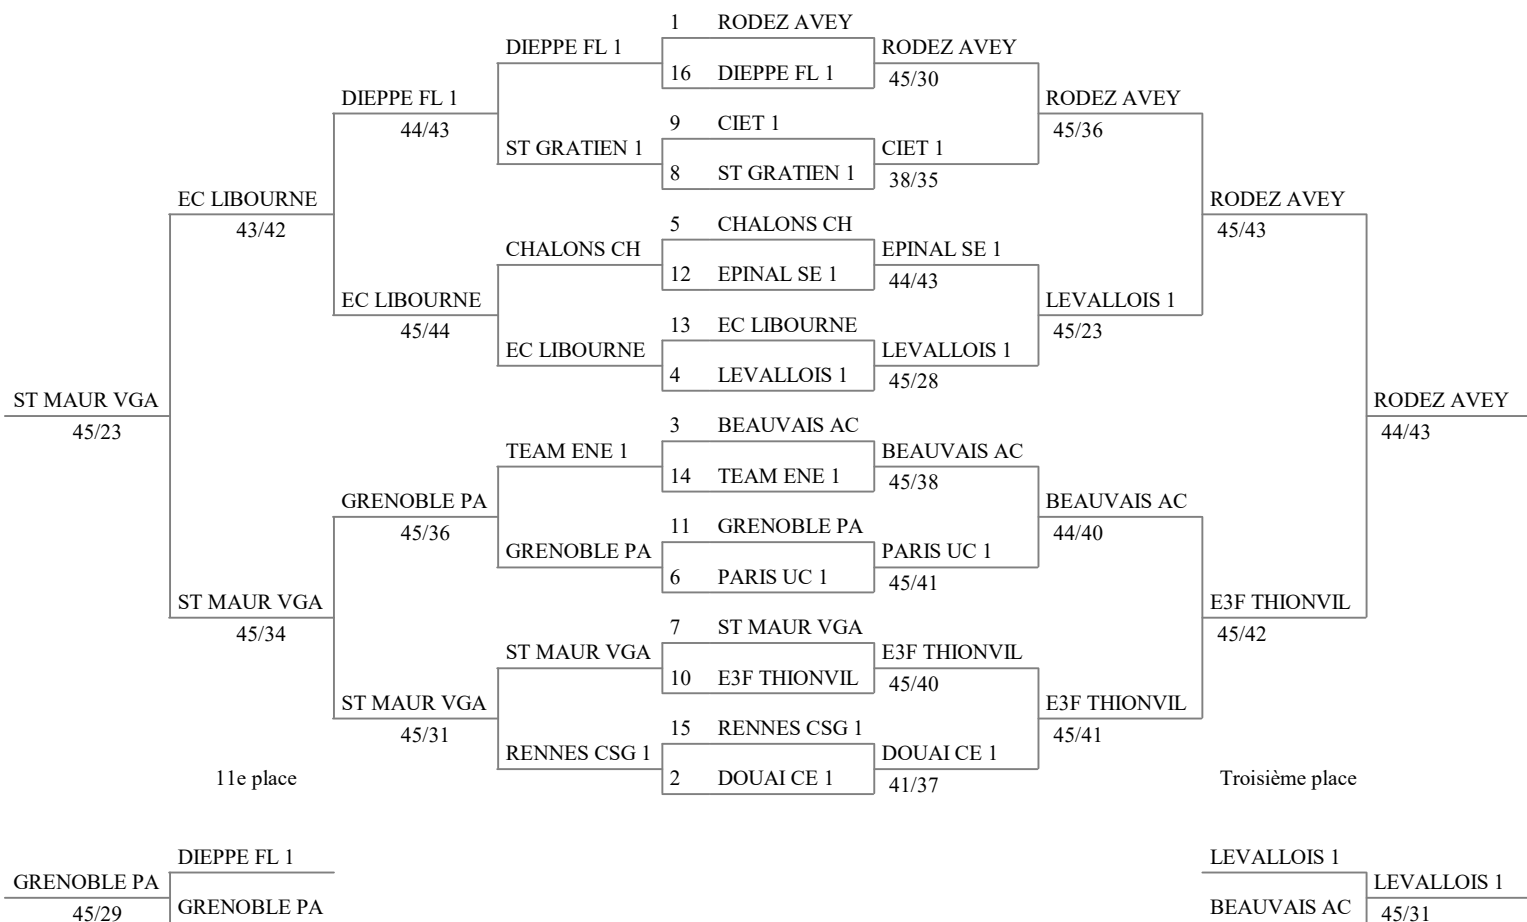 1 RODEZ AVEY
DIEPPE FL 1 RODEZ AVEY
16 DIEPPE FL 1 45/30
DIEPPE FL 1 RODEZ AVEY
44/43 9 CIET 1 45/36
ST GRATIEN 1 CIET 1
8 ST GRATIEN 1 38/35
EC LIBOURNE RODEZ AVEY
43/42 5 CHALONS CH 45/43
CHALONS CH EPINAL SE 1
12 EPINAL SE 1 44/43
EC LIBOURNE LEVALLOIS 1
45/44 13 EC LIBOURNE 45/23
EC LIBOURNE LEVALLOIS 1
4 LEVALLOIS 1 45/28
ST MAUR VGA RODEZ AVEY
45/23 3 BEAUVAIS AC 44/43
TEAM ENE 1 BEAUVAIS AC
14 TEAM ENE 1 45/38
GRENOBLE PA BEAUVAIS AC
45/36 11 GRENOBLE PA 44/40
GRENOBLE PA PARIS UC 1
6 PARIS UC 1 45/41
ST MAUR VGA E3F THIONVIL
45/34 7 ST MAUR VGA 45/42
ST MAUR VGA E3F THIONVIL
10 E3F THIONVIL 45/40
ST MAUR VGA E3F THIONVIL
45/31 15 RENNES CSG 1 45/41
RENNES CSG 1 DOUAI CE 1
11e place 2 DOUAI CE 1 41/37 Troisième place
DIEPPE FL 1 LEVALLOIS 1
GRENOBLE PA LEVALLOIS 1
45/29 GRENOBLE PA BEAUVAIS AC 45/31